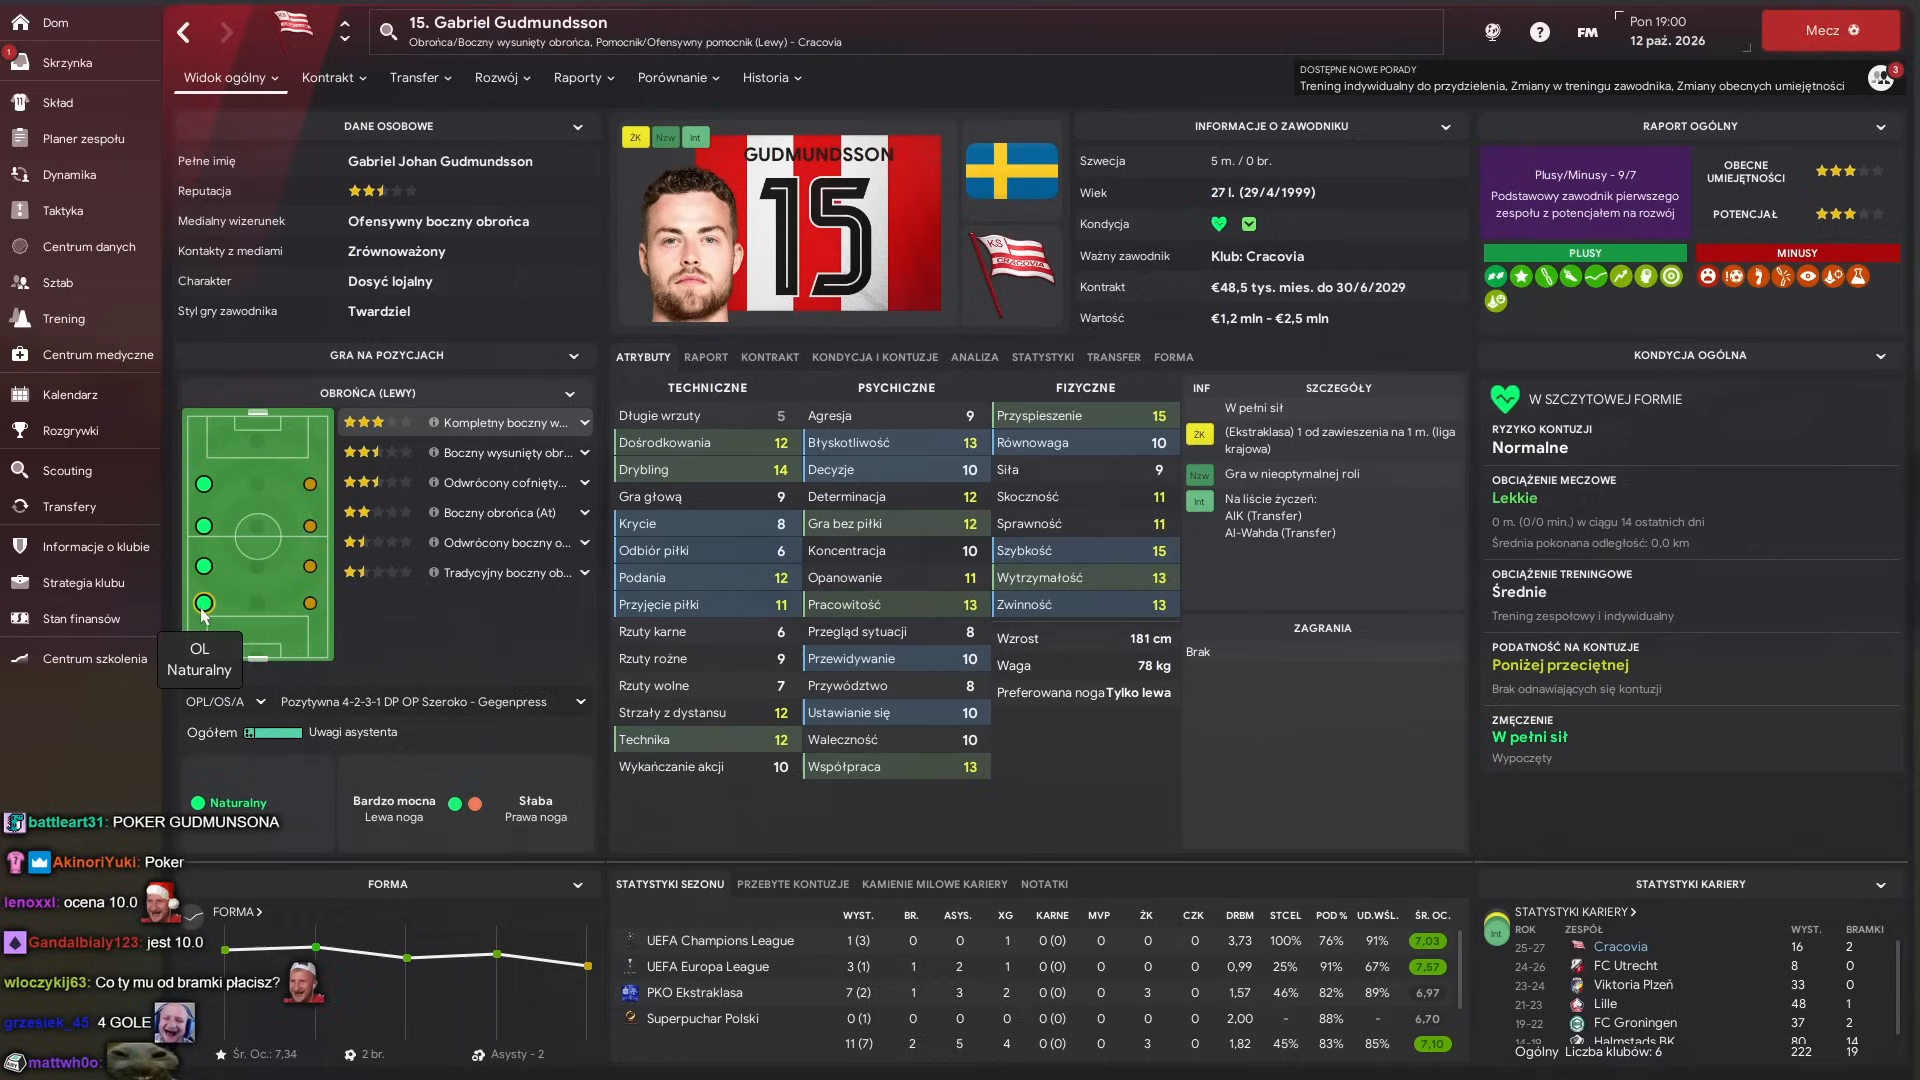 Dom
1
Skrzynka
Skład
Planer zespołu
Dynamika
Taktyka
Centrum danych
Sztab
Trening
Centrum medyczne
Kalendarz
Rozgrywki
Scouting
Transfery
Informacje o klubie
Strategia klubu
Stan finansów
Centrum szkolenia
15. Gabriel Gudmundsson
Obrońca/Boczny wysunięty obrońca, Pomocnik/Ofensywny pomocnik (Lewy) - Cracovia
FM
Pon 19:00
12 paź. 2026
Mecz
Widok ogólny
Kontrakt
Transfer
Rozwój
Raporty
Porównanie
Historia
DOSTĘPNE NOWE PORADY
Trening indywidualny do przydzielenia, Zmiany w treningu zawodnika, Zmiany obecnych umiejętności
3
DANE OSOBOWE
Pełne imię Gabriel Johan Gudmundsson
Reputacja
Medialny wizerunek Ofensywny boczny obrońca
Kontakty z mediami Zrównoważony
Charakter Dosyć lojalny
Styl gry zawodnika Twardziel
ŻK Nzw Int
GUDMUNDSSON
15
KS
CRACOVIA
INFORMACJE O ZAWODNIKU
Szwecja 5 m. / 0 br.
Wiek 27 l. (29/4/1999)
Kondycja
Ważny zawodnik Klub: Cracovia
Kontrakt €48,5 tys. mies. do 30/6/2029
Wartość €1,2 mln - €2,5 mln
RAPORT OGÓLNY
Plusy/Minusy - 9/7
Podstawowy zawodnik pierwszego
zespołu z potencjałem na rozwój
OBECNE
UMIEJĘTNOŚCI
POTENCJAŁ
PLUSY
MINUSY
GRA NA POZYCJACH
OBROŃCA (LEWY)
Kompletny boczny w...
Boczny wysunięty obr...
Odwrócony cofnięty...
Boczny obrońca (At)
Odwrócony boczny o...
Tradycyjny boczny ob...
OL
Naturalny
OPL/OS/A
Pozytywna 4-2-3-1 DP OP Szeroko - Gegenpress
Ogółem
Uwagi asystenta
Naturalny
Bardzo mocna
Lewa noga
Słaba
Prawa noga
ATRYBUTY
RAPORT
KONTRAKT
KONDYCJA I KONTUZJE
ANALIZA
STATYSTYKI
TRANSFER
FORMA
TECHNICZNE
Długie wrzuty 5
Dośrodkowania 12
Drybling 14
Gra głową 9
Krycie 8
Odbiór piłki 6
Podania 12
Przyjęcie piłki 11
Rzuty karne 6
Rzuty rożne 9
Rzuty wolne 7
Strzały z dystansu 12
Technika 12
Wykańczanie akcji 10
PSYCHICZNE
Agresja 9
Błyskotliwość 13
Decyzje 10
Determinacja 12
Gra bez piłki 12
Koncentracja 10
Opanowanie 11
Pracowitość 13
Przegląd sytuacji 8
Przewidywanie 10
Przywództwo 8
Ustawianie się 10
Waleczność 10
Współpraca 13
FIZYCZNE
Przyspieszenie 15
Równowaga 10
Siła 9
Skoczność 11
Sprawność 11
Szybkość 15
Wytrzymałość 13
Zwinność 13
Wzrost 181 cm
Waga 78 kg
Preferowana noga Tylko lewa
INF SZCZEGÓŁY
W pełni sił
ŻK (Ekstraklasa) 1 od zawieszenia na 1 m. (liga
krajowa)
Nzw Gra w nieoptymalnej roli
Int Na liście życzeń:
AIK (Transfer)
Al-Wahda (Transfer)
ZAGRANIA
Brak
KONDYCJA OGÓLNA
W SZCZYTOWEJ FORMIE
RYZYKO KONTUZJI
Normalne
OBCIĄŻENIE MECZOWE
Lekkie
0 m. (0/0 min.) w ciągu 14 ostatnich dni
Średnia pokonana odległość: 0,0 km
OBCIĄŻENIE TRENINGOWE
Średnie
Trening zespołowy i indywidualny
PODATNOŚĆ NA KONTUZJE
Poniżej przeciętnej
Brak odnawiających się kontuzji
ZMĘCZENIE
W pełni sił
Wypoczęty
battleart31: POKER GUDMUNSONA
AkinoriYuki: Poker
lenoxxl: ocena 10.0
Gandalbialy123: jest 10.0
wloczykij63: Co ty mu od bramki płacisz?
grzesiek_45: 4 GOLE
mattwh0o:
FORMA
FORMA
Śr. Oc.: 7,34
2 br.
Asysty - 2
STATYSTYKI SEZONU
PRZEBYTE KONTUZJE
KAMIENIE MILOWE KARIERY
NOTATKI
WYST. BR. ASYS. XG KARNE MVP ŻK CZK DRBM STCEL POD% UD.WŚL. ŚR. OC.
UEFA Champions League 1 (3) 0 0 1 0 (0) 0 0 0 3,73 100% 76% 91% 7,03
UEFA Europa League 3 (1) 1 2 1 0 (0) 0 0 0 0,99 25% 91% 67% 7,57
PKO Ekstraklasa 7 (2) 1 3 2 0 (0) 0 3 0 1,57 46% 82% 89% 6,97
Superpuchar Polski 0 (1) 0 0 0 0 (0) 0 0 0 2,00 - 88% - 6,70
11 (7) 2 5 4 0 (0) 0 3 0 1,82 45% 83% 85% 7,10
STATYSTYKI KARIERY
Int
STATYSTYKI KARIERY
ROK ZESPÓŁ WYST. BRAMKI
25-27 Cracovia 16 2
24-26 FC Utrecht 8 0
23-24 Viktoria Plzeň 33 0
21-23 Lille 48 1
19-22 FC Groningen 37 2
14-19 Halmstads BK 80 14
Ogólny Liczba klubów: 6 222 19